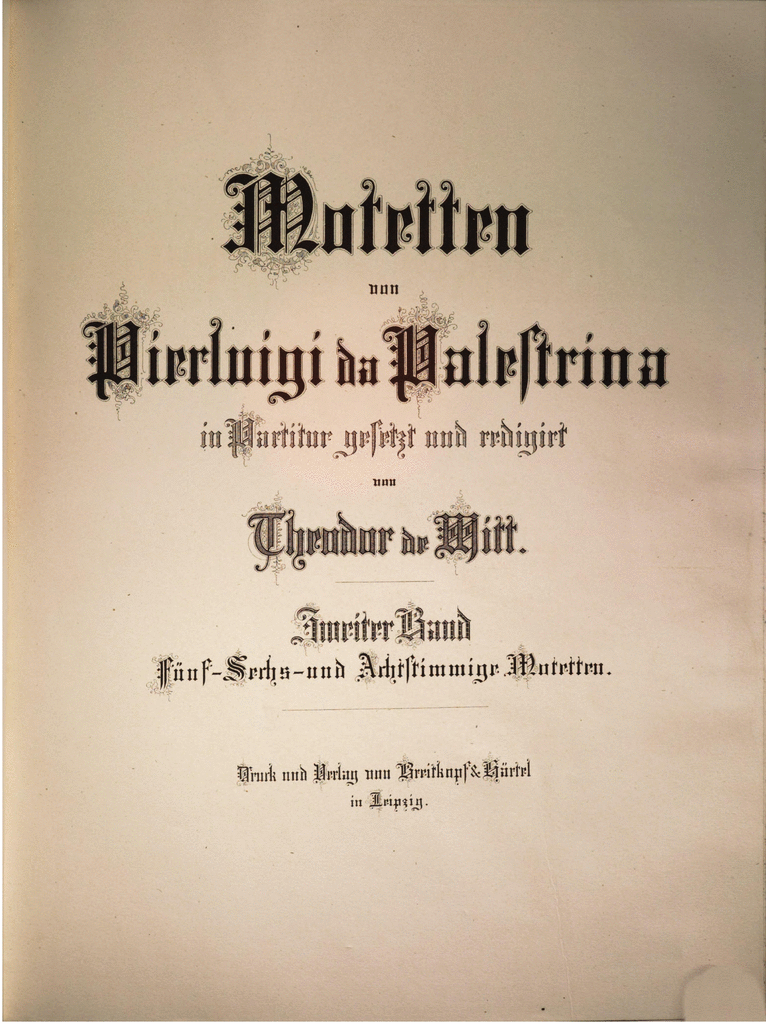 Motetten
von
Pierluigi da Paleſtrina
in Partitur geſetzt und redigirt
von
Theodor de Witt.
Zweiter Band
Fünf-Sechs-und Achtſtimmige Motetten.
Druck und Verlag von Breitkopf & Härtel
in Leipzig.